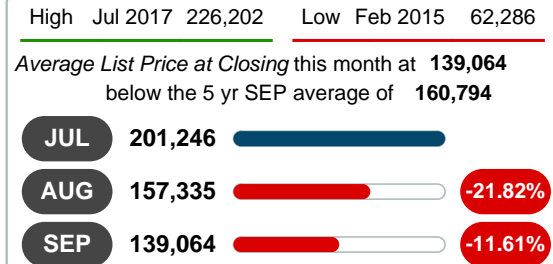 High Jul 2017 226,202 Low Feb 2015 62,286
Average List Price at Closing this month at 139,064
below the 5 yr SEP average of 160,794
JUL 201,246
AUG 157,335 -21.82%
SEP 139,064 -11.61%